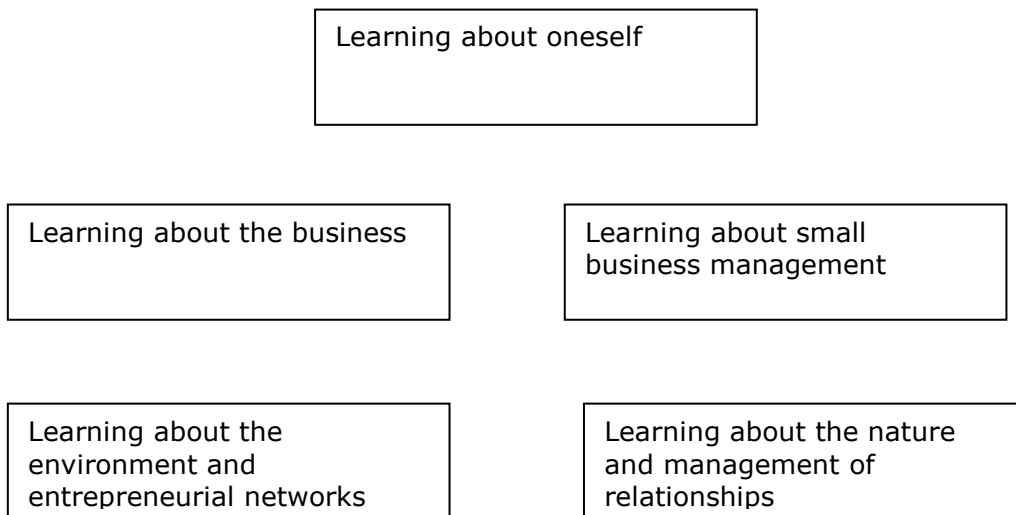 Learning about oneself
Learning about the business
Learning about small
business management
Learning about the
environment and
entrepreneurial networks
Learning about the nature
and management of
relationships